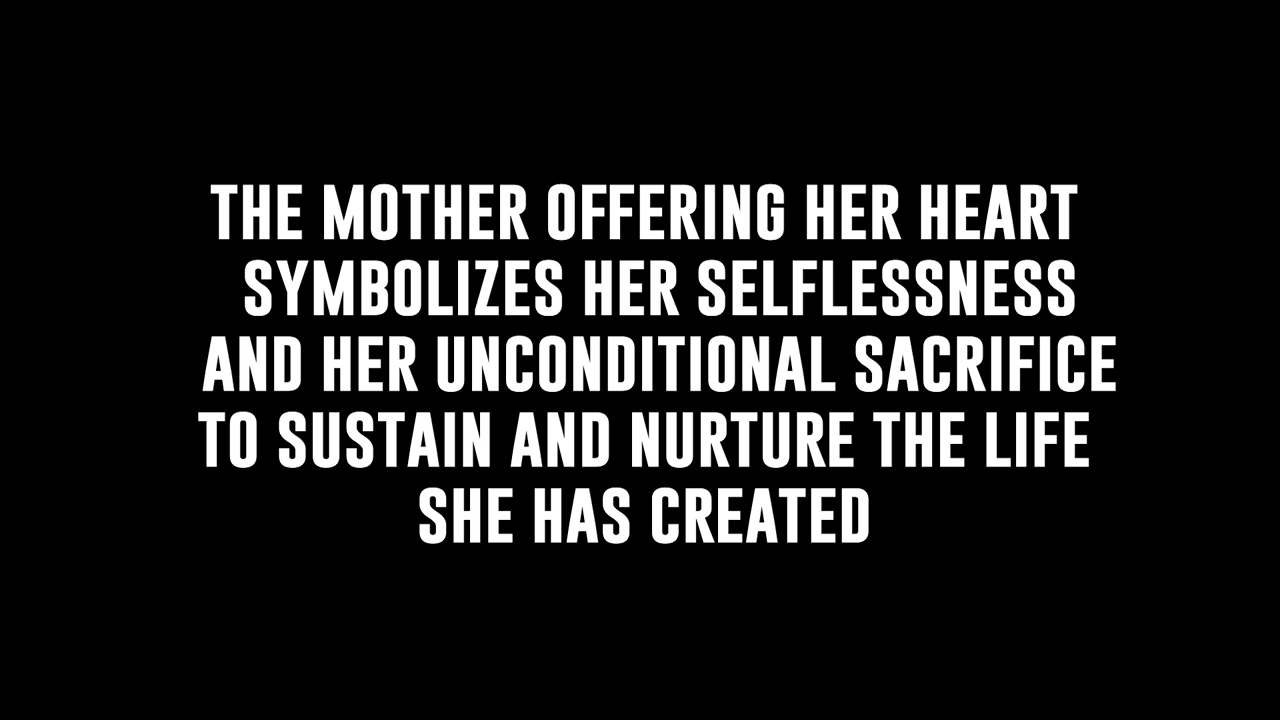 THE MOTHER OFFERING HER HEART
SYMBOLIZES HER SELFLESSNESS
AND HER UNCONDITIONAL SACRIFICE
TO SUSTAIN AND NURTURE THE LIFE
SHE HAS CREATED